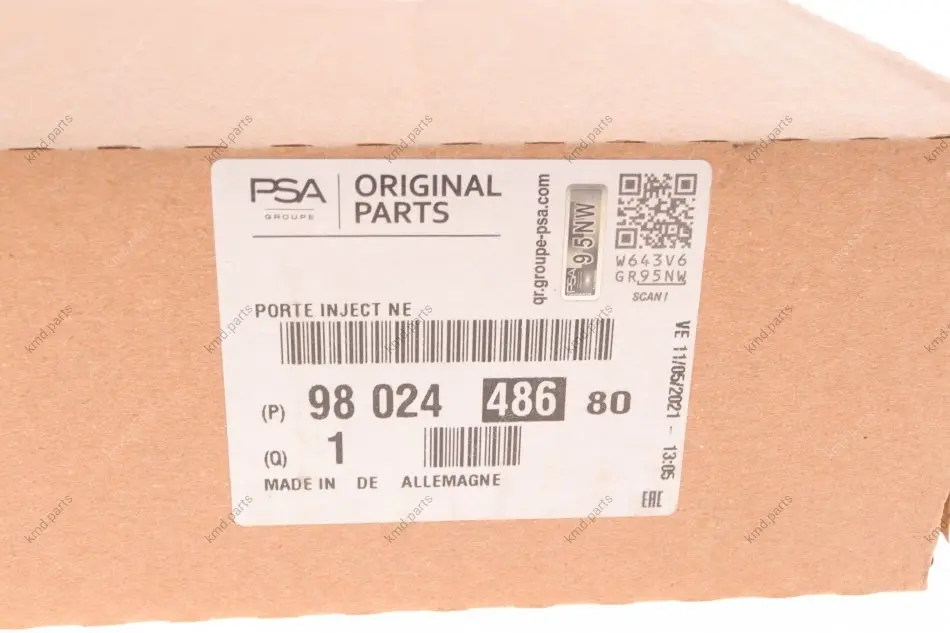 PSA
GROUPE
ORIGINAL
PARTS
qr.groupe-psa.com
PSA 95NW
W643V6
GR95NW
SCAN!
PORTE INJECT NE
(P) 98 024 486 80
(Q) 1
MADE IN DE ALLEMAGNE
VE 11/05/2021 - 13:05
EAC
kmd.parts